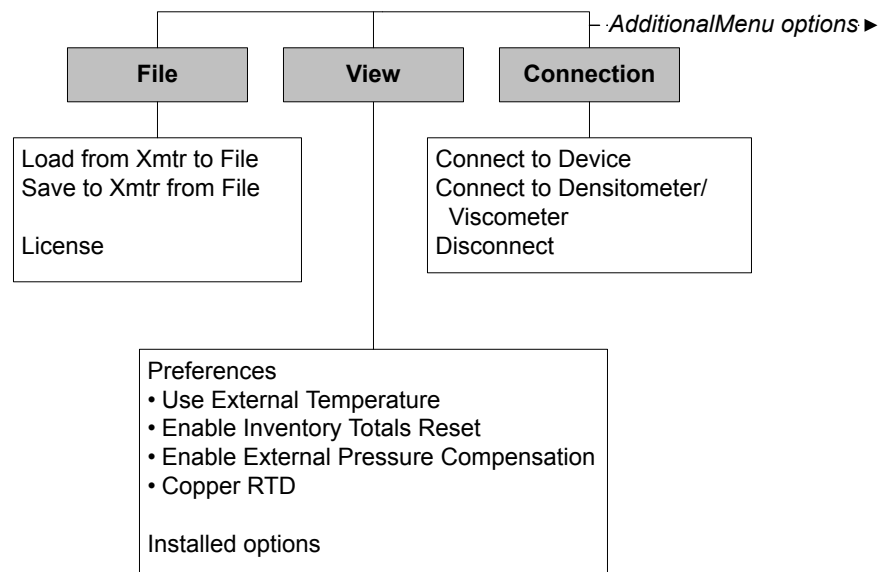 AdditionalMenu options ►
File
View
Connection
Load from Xmtr to File
Save to Xmtr from File
License
Connect to Device
Connect to Densitometer/
Viscometer
Disconnect
Preferences
• Use External Temperature
• Enable Inventory Totals Reset
• Enable External Pressure Compensation
• Copper RTD
Installed options